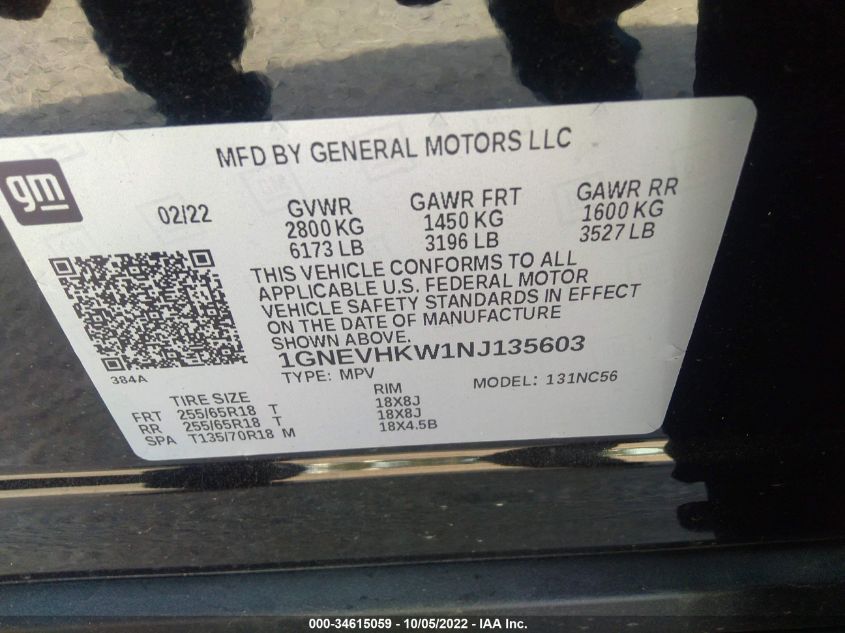 MFD BY GENERAL MOTORS LLC
gm
02/22
GVWR
2800 KG
6173 LB
GAWR FRT
1450 KG
3196 LB
GAWR RR
1600 KG
3527 LB
THIS VEHICLE CONFORMS TO ALL
APPLICABLE U.S. FEDERAL MOTOR
VEHICLE SAFETY STANDARDS IN EFFECT
ON THE DATE OF MANUFACTURE
SHOWN ABOVE.
1GNEVHKW1NJ135603
384A
TYPE: MPV
MODEL: 131NC56
TIRE SIZE RIM
FRT 255/65R18 T 18X8J
RR 255/65R18 T 18X8J
SPA T135/70R18 M 18X4.5B
000-34615059 - 10/05/2022 - IAA Inc.